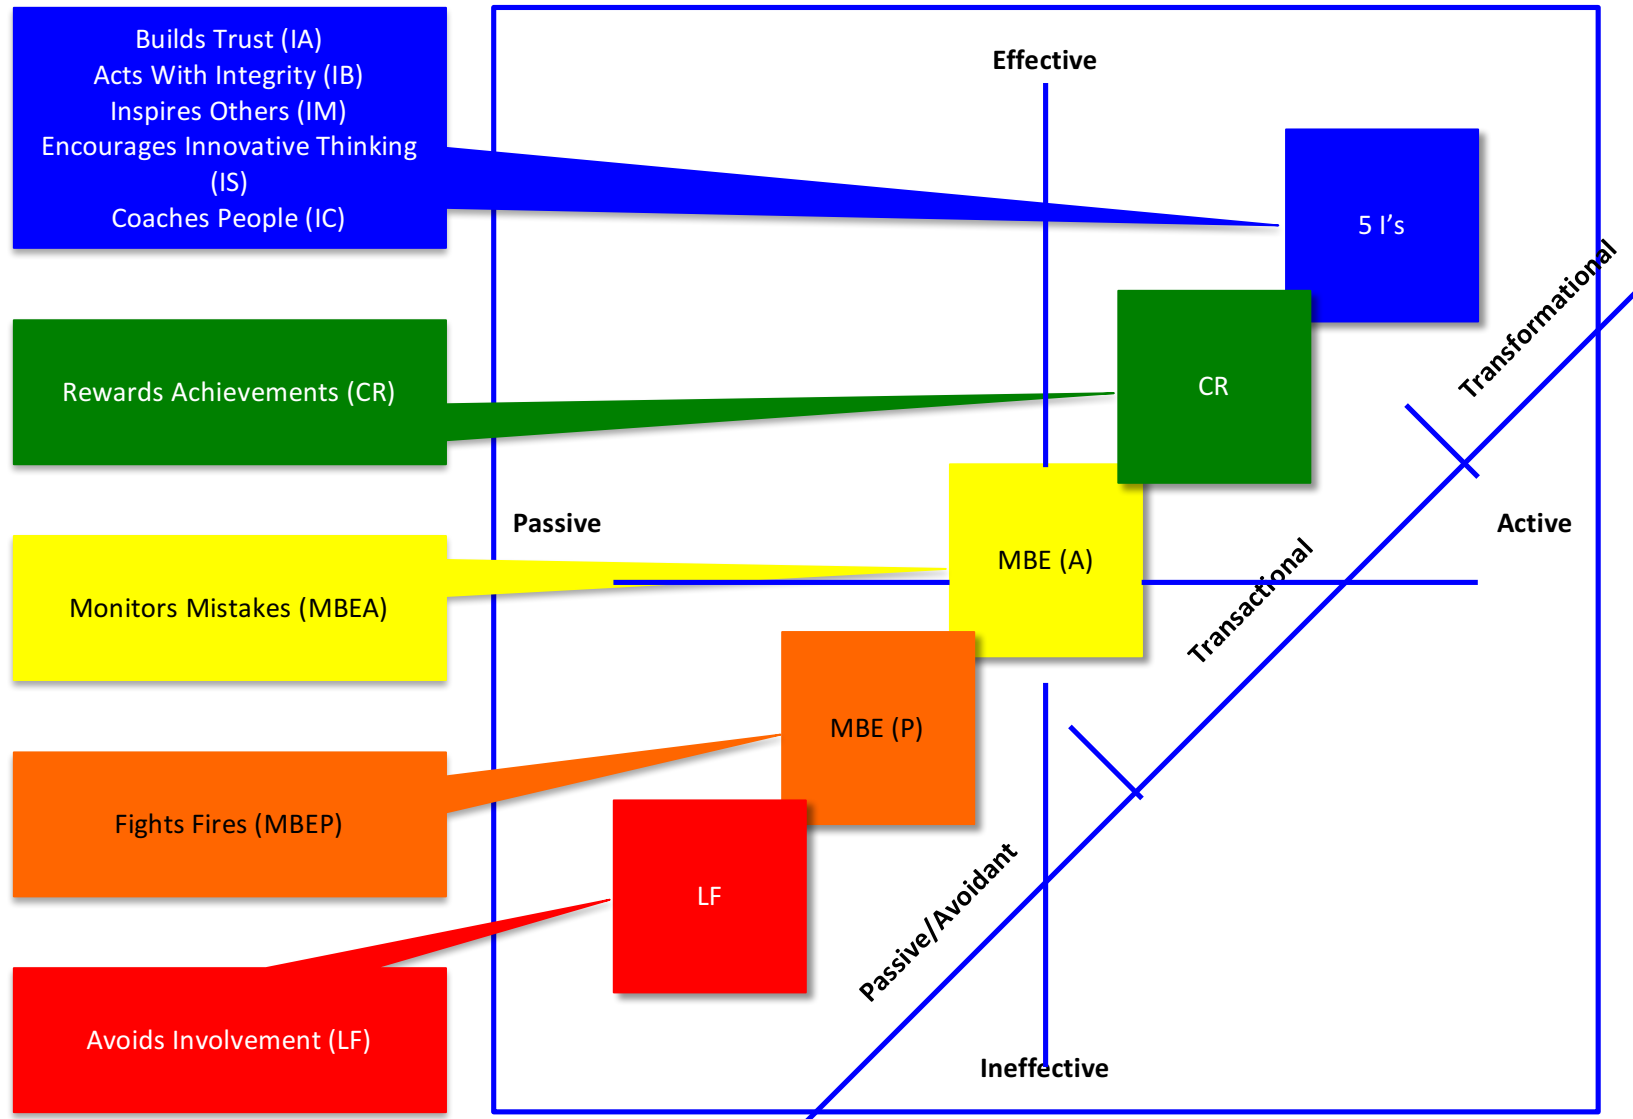 Builds Trust (IA)
Acts With Integrity (IB)
Inspires Others (IM)
Encourages Innovative Thinking
(IS)
Coaches People (IC)
Rewards Achievements (CR)
Monitors Mistakes (MBEA)
Fights Fires (MBEP)
Avoids Involvement (LF)
Effective
5 I’s
Transformational
CR
Passive
Active
MBE (A)
Transactional
MBE (P)
LF
Passive/Avoidant
Ineffective